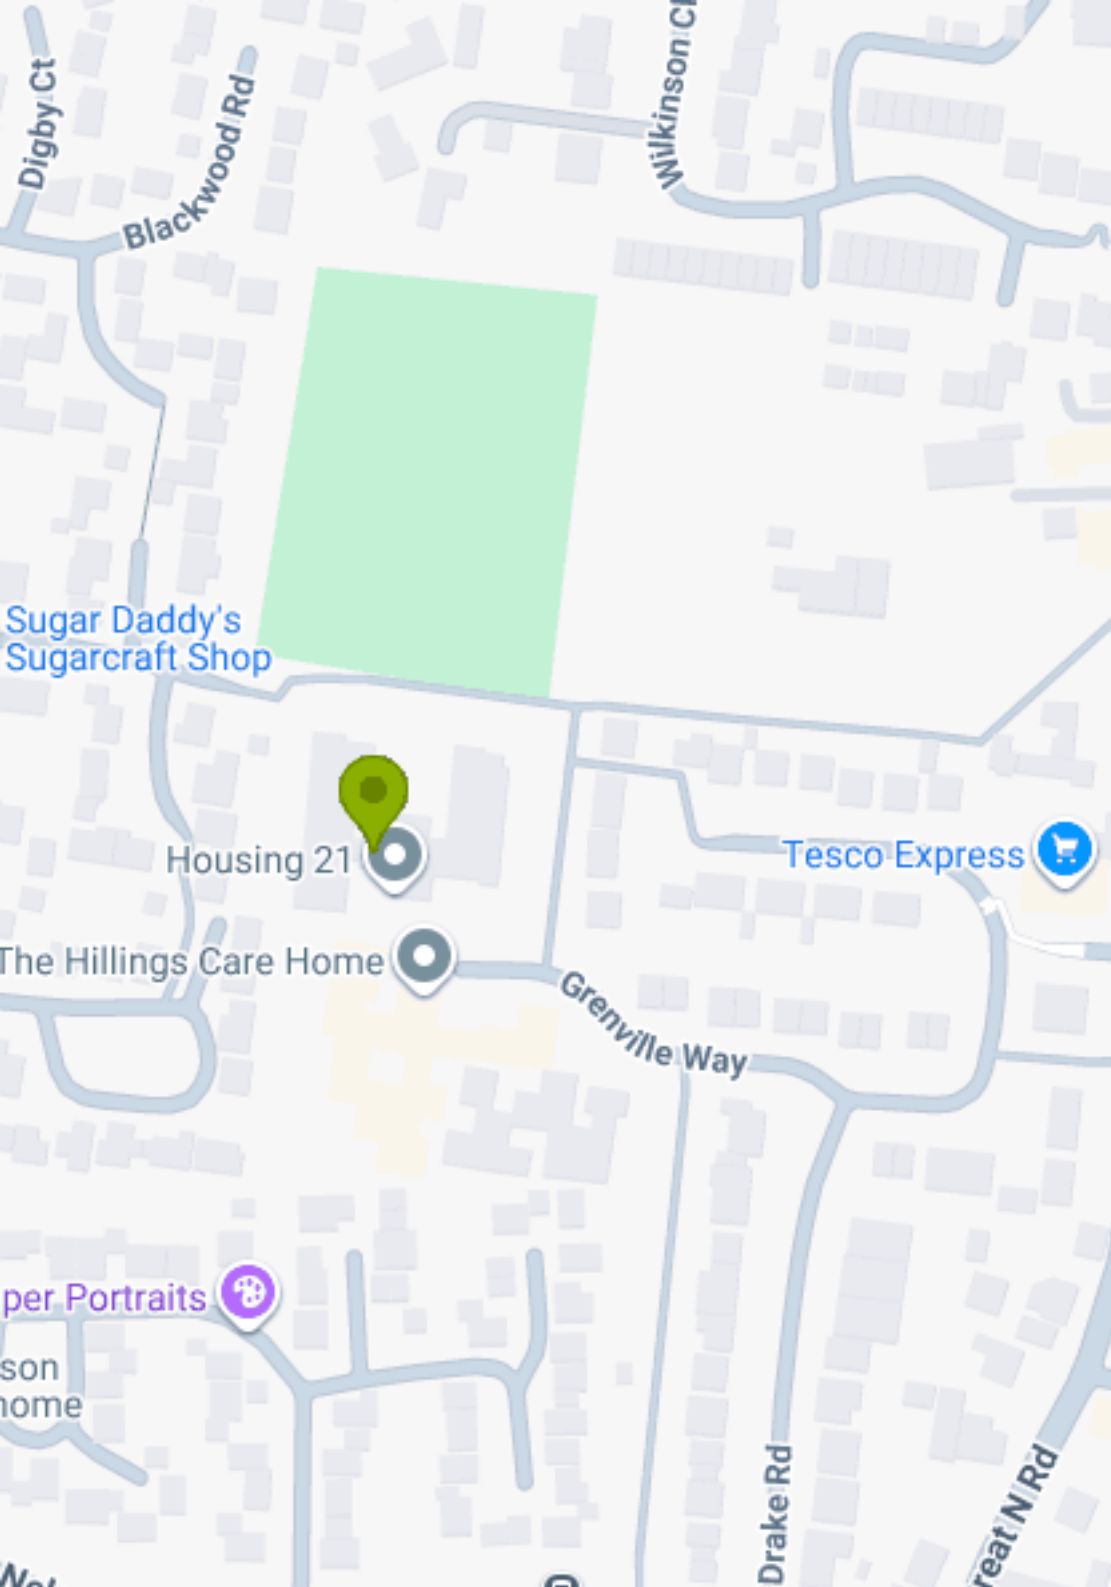 Digby Ct
Blackwood Rd
Wilkinson Cl
Sugar Daddy's
Sugarcraft Shop
Housing 21
Tesco Express
The Hillings Care Home
Grenville Way
per Portraits
son
home
Drake Rd
reat N Rd